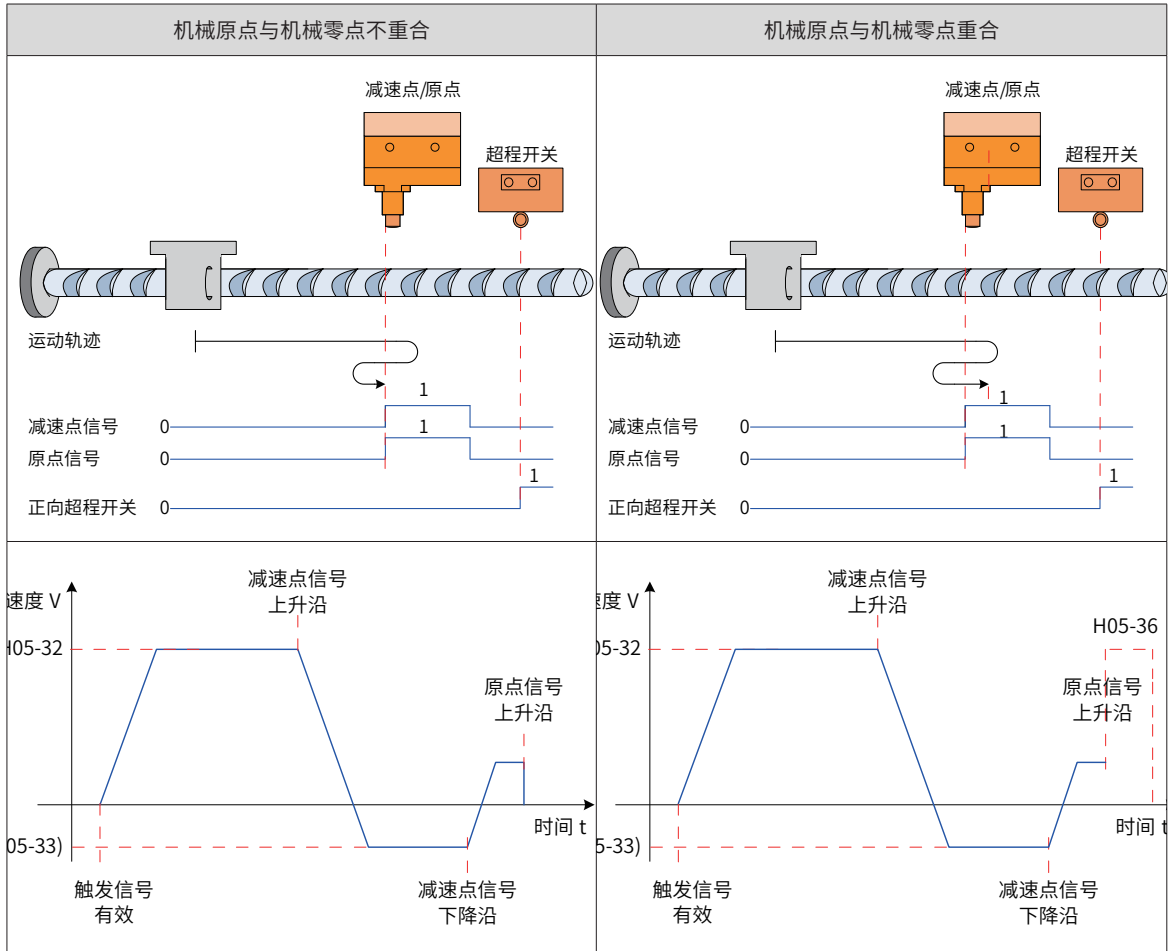 机械原点与机械零点不重合
机械原点与机械零点重合
减速点/原点
超程开关
运动轨迹
1
减速点信号 0
1
原点信号 0
1
正向超程开关 0
减速点/原点
超程开关
运动轨迹
1
减速点信号 0
1
原点信号 0
1
正向超程开关 0
速度 V
减速点信号
上升沿
H05-32
原点信号
上升沿
时间 t
05-33)
触发信号
有效
减速点信号
下降沿
速度 V
减速点信号
上升沿
H05-36
05-32
原点信号
上升沿
时间 t
5-33)
触发信号
有效
减速点信号
下降沿